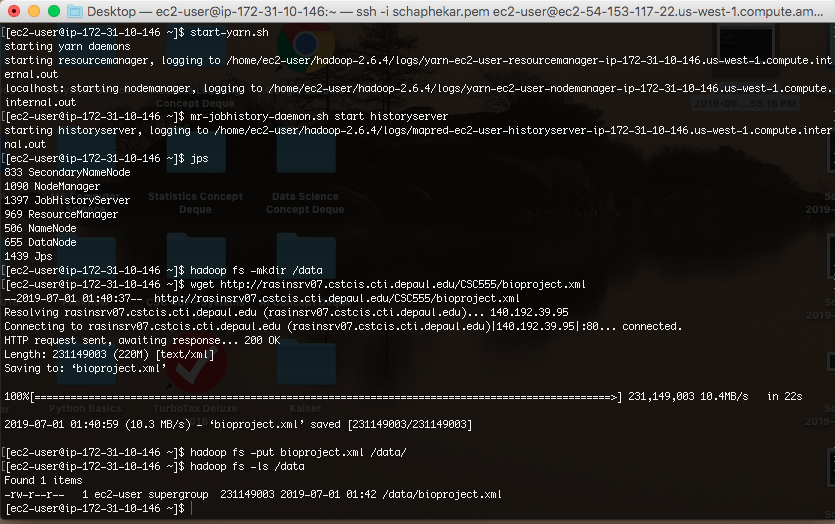 Desktop — ec2-user@ip-172-31-10-146:~ — ssh -i schaphekar.pem ec2-user@ec2-54-153-117-22.us-west-1.compute.am...
[[ec2-user@ip-172-31-10-146 ~]$ start-yarn.sh
starting yarn daemons
starting resourcemanager, logging to /home/ec2-user/hadoop-2.6.4/logs/yarn-ec2-user-resourcemanager-ip-172-31-10-146.us-west-1.compute.int
ernal.out
localhost: starting nodemanager, logging to /home/ec2-user/hadoop-2.6.4/logs/yarn-ec2-user-nodemanager-ip-172-31-10-146.us-west-1.compute.
internal.out
[[ec2-user@ip-172-31-10-146 ~]$ mr-jobhistory-daemon.sh start historyserver
starting historyserver, logging to /home/ec2-user/hadoop-2.6.4/logs/mapred-ec2-user-historyserver-ip-172-31-10-146.us-west-1.compute.inter
nal.out
[[ec2-user@ip-172-31-10-146 ~]$ jps
833 SecondaryNameNode
1090 NodeManager
1397 JobHistoryServer
969 ResourceManager
506 NameNode
655 DataNode
1439 Jps
[[ec2-user@ip-172-31-10-146 ~]$ hadoop fs -mkdir /data
[[ec2-user@ip-172-31-10-146 ~]$ wget http://rasinsrv07.cstcis.cti.depaul.edu/CSC555/bioproject.xml
--2019-07-01 01:40:37--  http://rasinsrv07.cstcis.cti.depaul.edu/CSC555/bioproject.xml
Resolving rasinsrv07.cstcis.cti.depaul.edu (rasinsrv07.cstcis.cti.depaul.edu)... 140.192.39.95
Connecting to rasinsrv07.cstcis.cti.depaul.edu (rasinsrv07.cstcis.cti.depaul.edu)|140.192.39.95|:80... connected.
HTTP request sent, awaiting response... 200 OK
Length: 231149003 (220M) [text/xml]
Saving to: ‘bioproject.xml’
100%[=============================================================================================>] 231,149,003 10.4MB/s   in 22s
2019-07-01 01:40:59 (10.3 MB/s) - ‘bioproject.xml’ saved [231149003/231149003]
[[ec2-user@ip-172-31-10-146 ~]$ hadoop fs -put bioproject.xml /data/
[[ec2-user@ip-172-31-10-146 ~]$ hadoop fs -ls /data
Found 1 items
-rw-r--r--   1 ec2-user supergroup  231149003 2019-07-01 01:42 /data/bioproject.xml
[ec2-user@ip-172-31-10-146 ~]$
Concept Deque
2019-06 ... 55.16 PM
Statistics Concept
Deque
Data Science
Concept Deque
Python Basics
TurboTax Deluxe
Kaiser